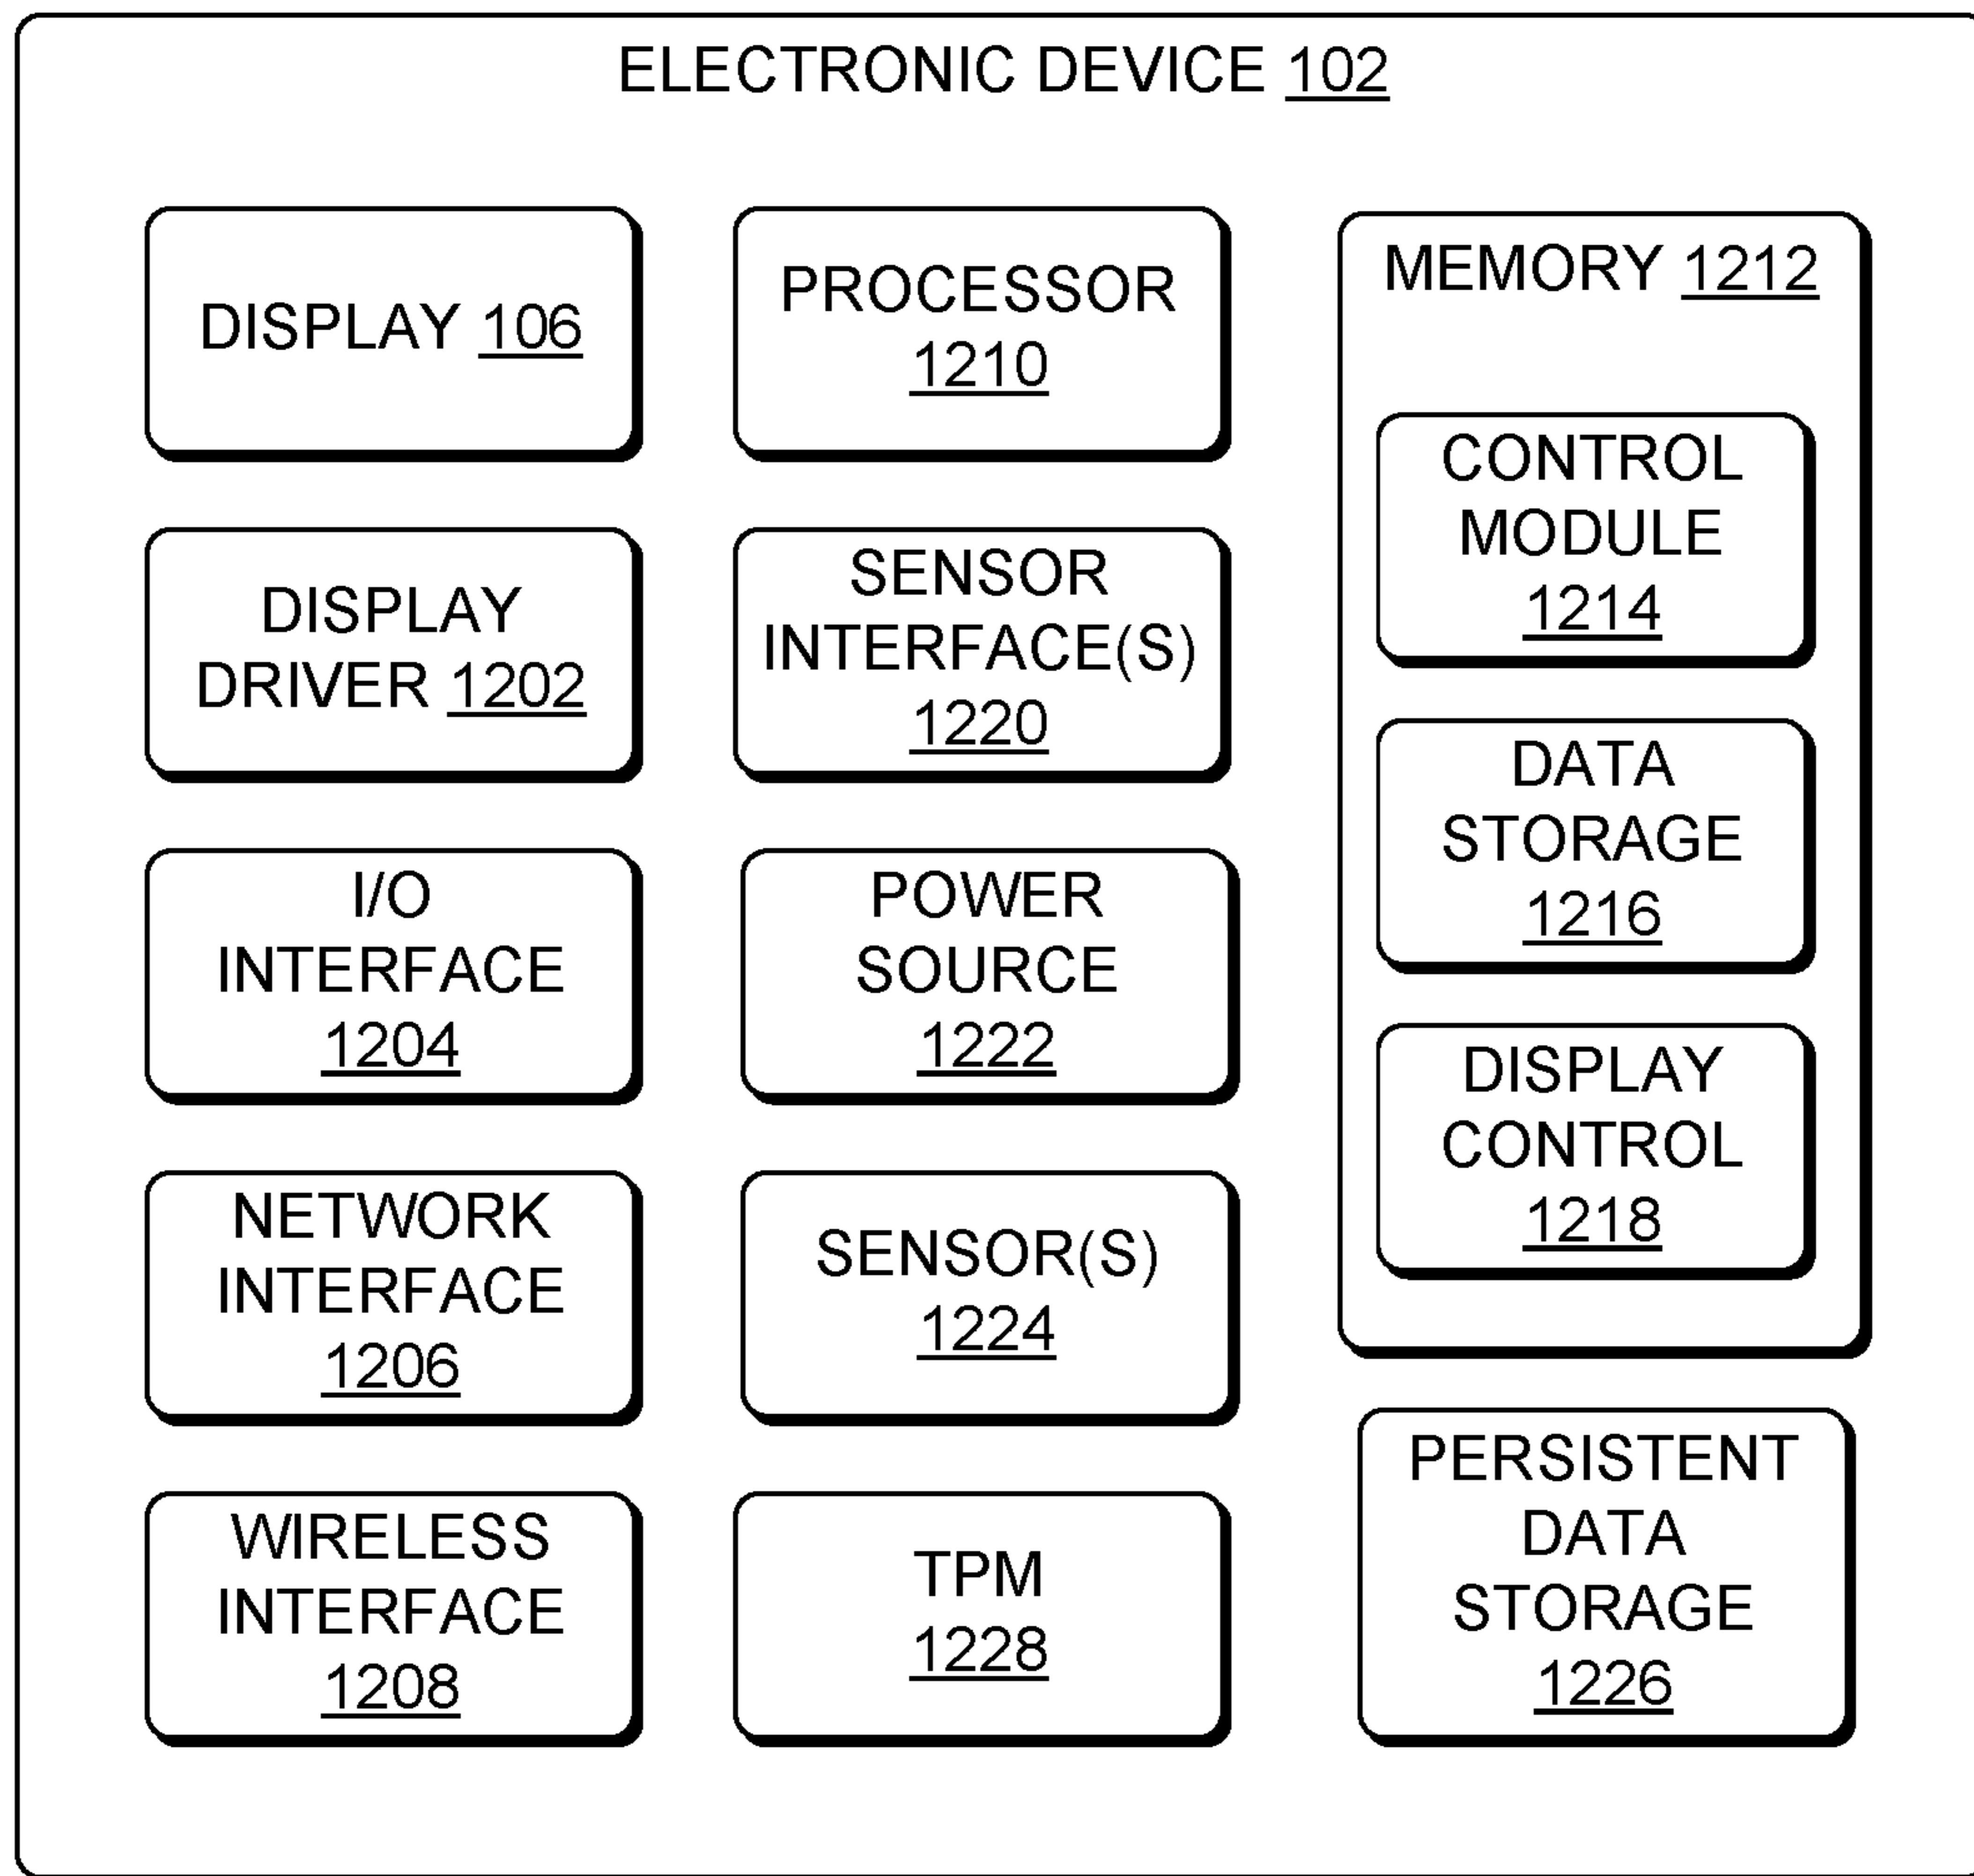 ELECTRONIC DEVICE 102
DISPLAY 106
DISPLAY
DRIVER 1202
I/O
INTERFACE
1204
NETWORK
INTERFACE
1206
WIRELESS
INTERFACE
1208
PROCESSOR
1210
SENSOR
INTERFACE(S)
1220
POWER
SOURCE
1222
SENSOR(S)
1224
TPM
1228
MEMORY 1212
CONTROL
MODULE
1214
DATA
STORAGE
1216
DISPLAY
CONTROL
1218
PERSISTENT
DATA
STORAGE
1226